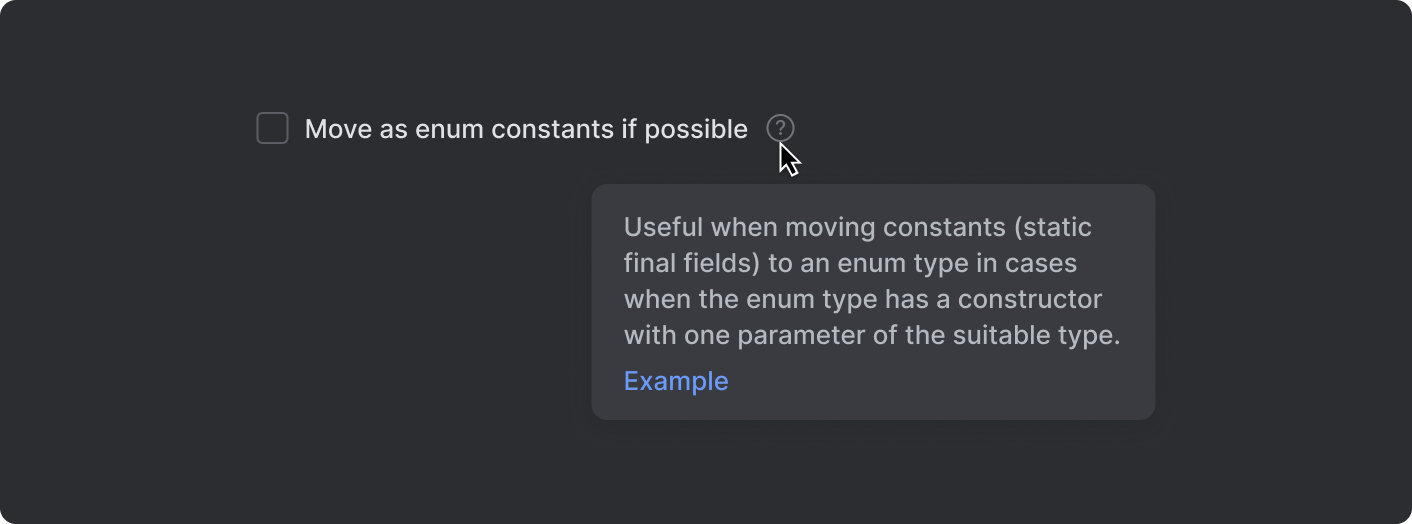 Move as enum constants if possible ?
Useful when moving constants (static
final fields) to an enum type in cases
when the enum type has a constructor
with one parameter of the suitable type.
Example